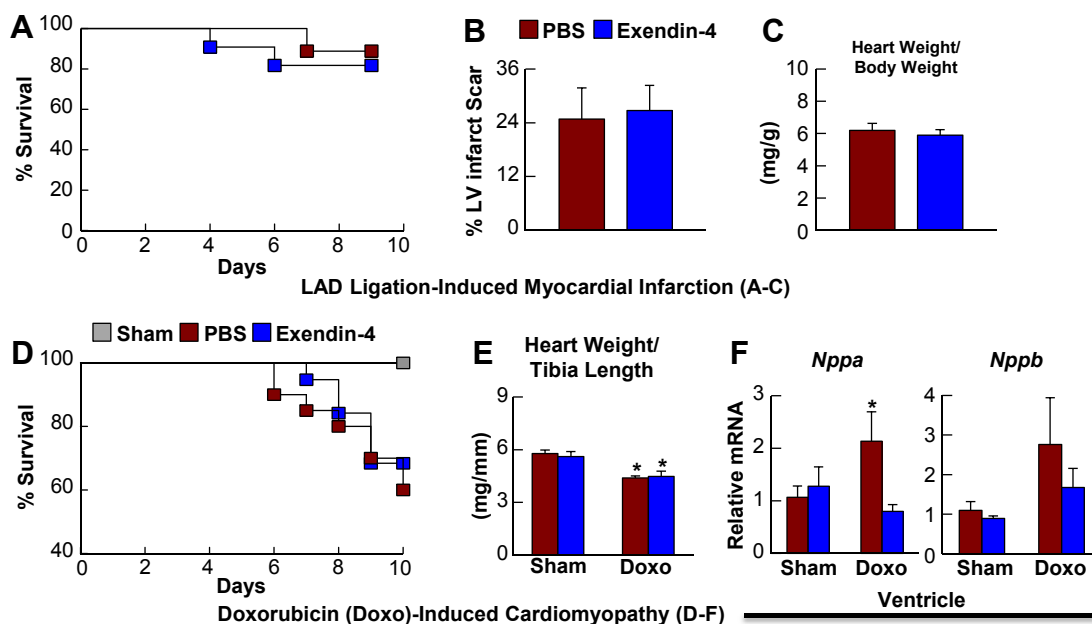 A
% Survival
100
80
60
40
20
0
0 2 4 6 8 10
Days
B
PBS Exendin-4
% LV infarct Scar
36
24
12
0
C
Heart Weight/
Body Weight
(mg/g)
10
8
6
4
2
0
LAD Ligation-Induced Myocardial Infarction (A-C)
D
Sham PBS Exendin-4
% Survival
100
80
60
40
0 2 4 6 8 10
Days
E
Heart Weight/
Tibia Length
(mg/mm)
9
6
3
0
* *
Sham Doxo
F
Nppa
Relative mRNA
3
2
1
0
*
Sham Doxo
Nppb
4
3
2
1
0
Sham Doxo
Ventricle
Doxorubicin (Doxo)-Induced Cardiomyopathy (D-F)